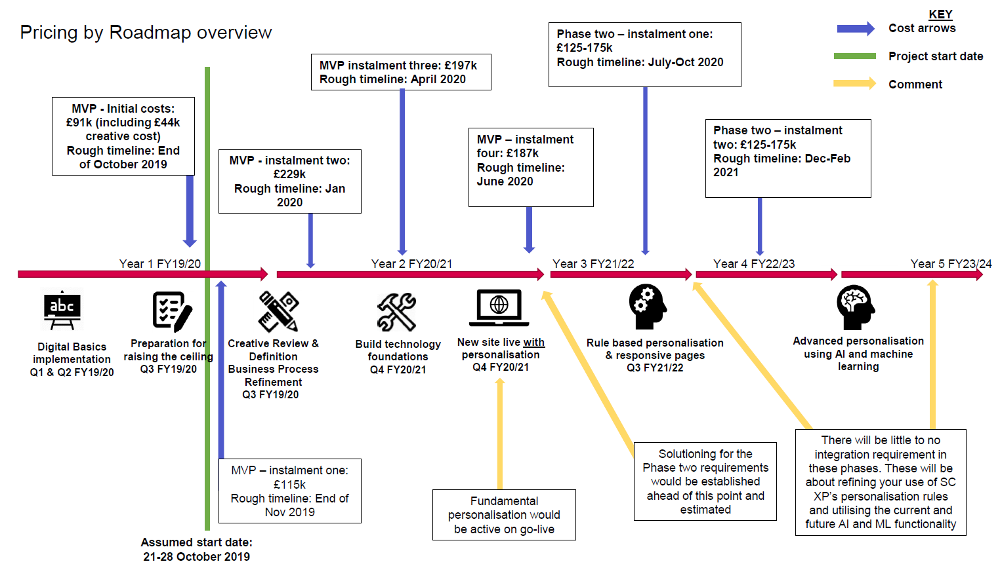 Pricing by Roadmap overview
KEY
Cost arrows
Project start date
Comment
MVP - Initial costs:
£91k (including £44k
creative cost)
Rough timeline: End
of October 2019
MVP - instalment two:
£229k
Rough timeline: Jan
2020
MVP instalment three: £197k
Rough timeline: April 2020
MVP – instalment
four: £187k
Rough timeline:
June 2020
Phase two – instalment one:
£125-175k
Rough timeline: July-Oct 2020
Phase two – instalment
two: £125-175k
Rough timeline: Dec-Feb
2021
Year 1 FY19/20
Year 2 FY20/21
Year 3 FY21/22
Year 4 FY22/23
Year 5 FY23/24
abc
Digital Basics
implementation
Q1 & Q2 FY19/20
Preparation for
raising the ceiling
Q3 FY19/20
Creative Review &
Definition
Business Process
Refinement
Q3 FY19/20
Build technology
foundations
Q4 FY20/21
New site live with
personalisation
Q4 FY20/21
Rule based personalisation
& responsive pages
Q3 FY21/22
Advanced personalisation
using AI and machine
learning
MVP – instalment one:
£115k
Rough timeline: End of
Nov 2019
Fundamental
personalisation would
be active on go-live
Solutioning for the
Phase two requirements
would be established
ahead of this point and
estimated
There will be little to no
integration requirement in
these phases. These will be
about refining your use of SC
XP's personalisation rules
and utilising the current and
future AI and ML functionality
Assumed start date:
21-28 October 2019